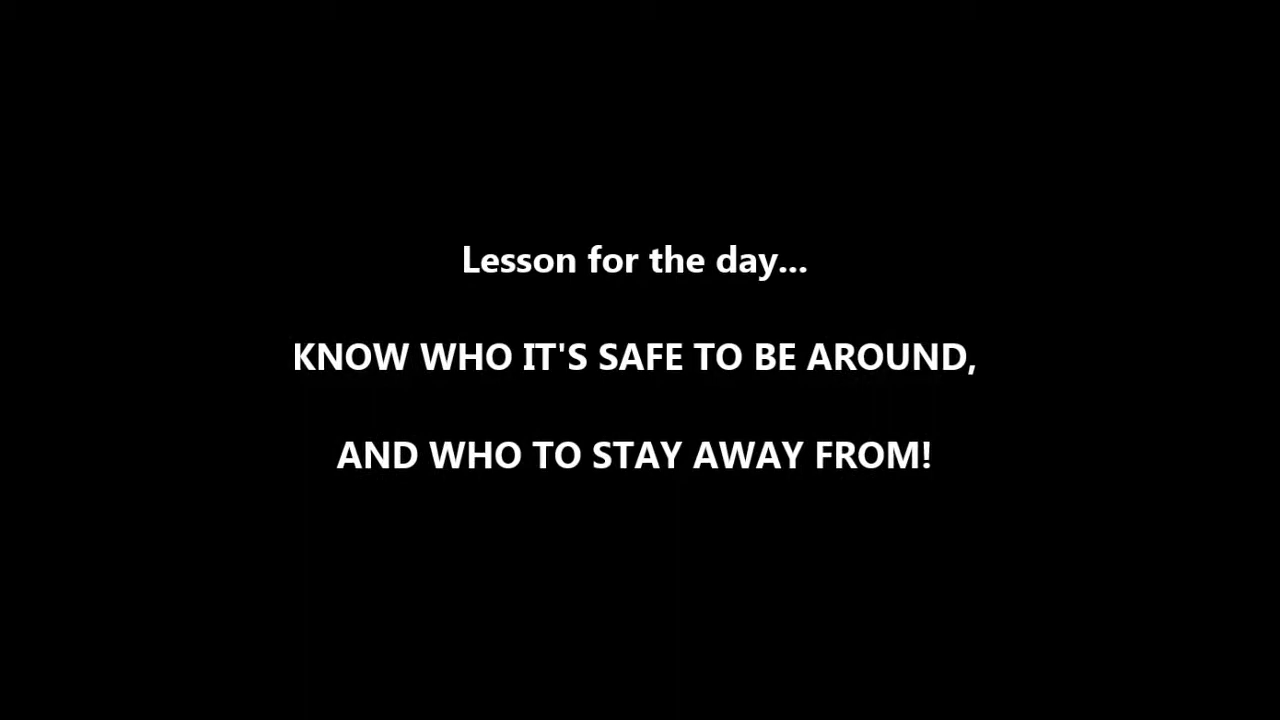 Lesson for the day...
KNOW WHO IT'S SAFE TO BE AROUND,
AND WHO TO STAY AWAY FROM!